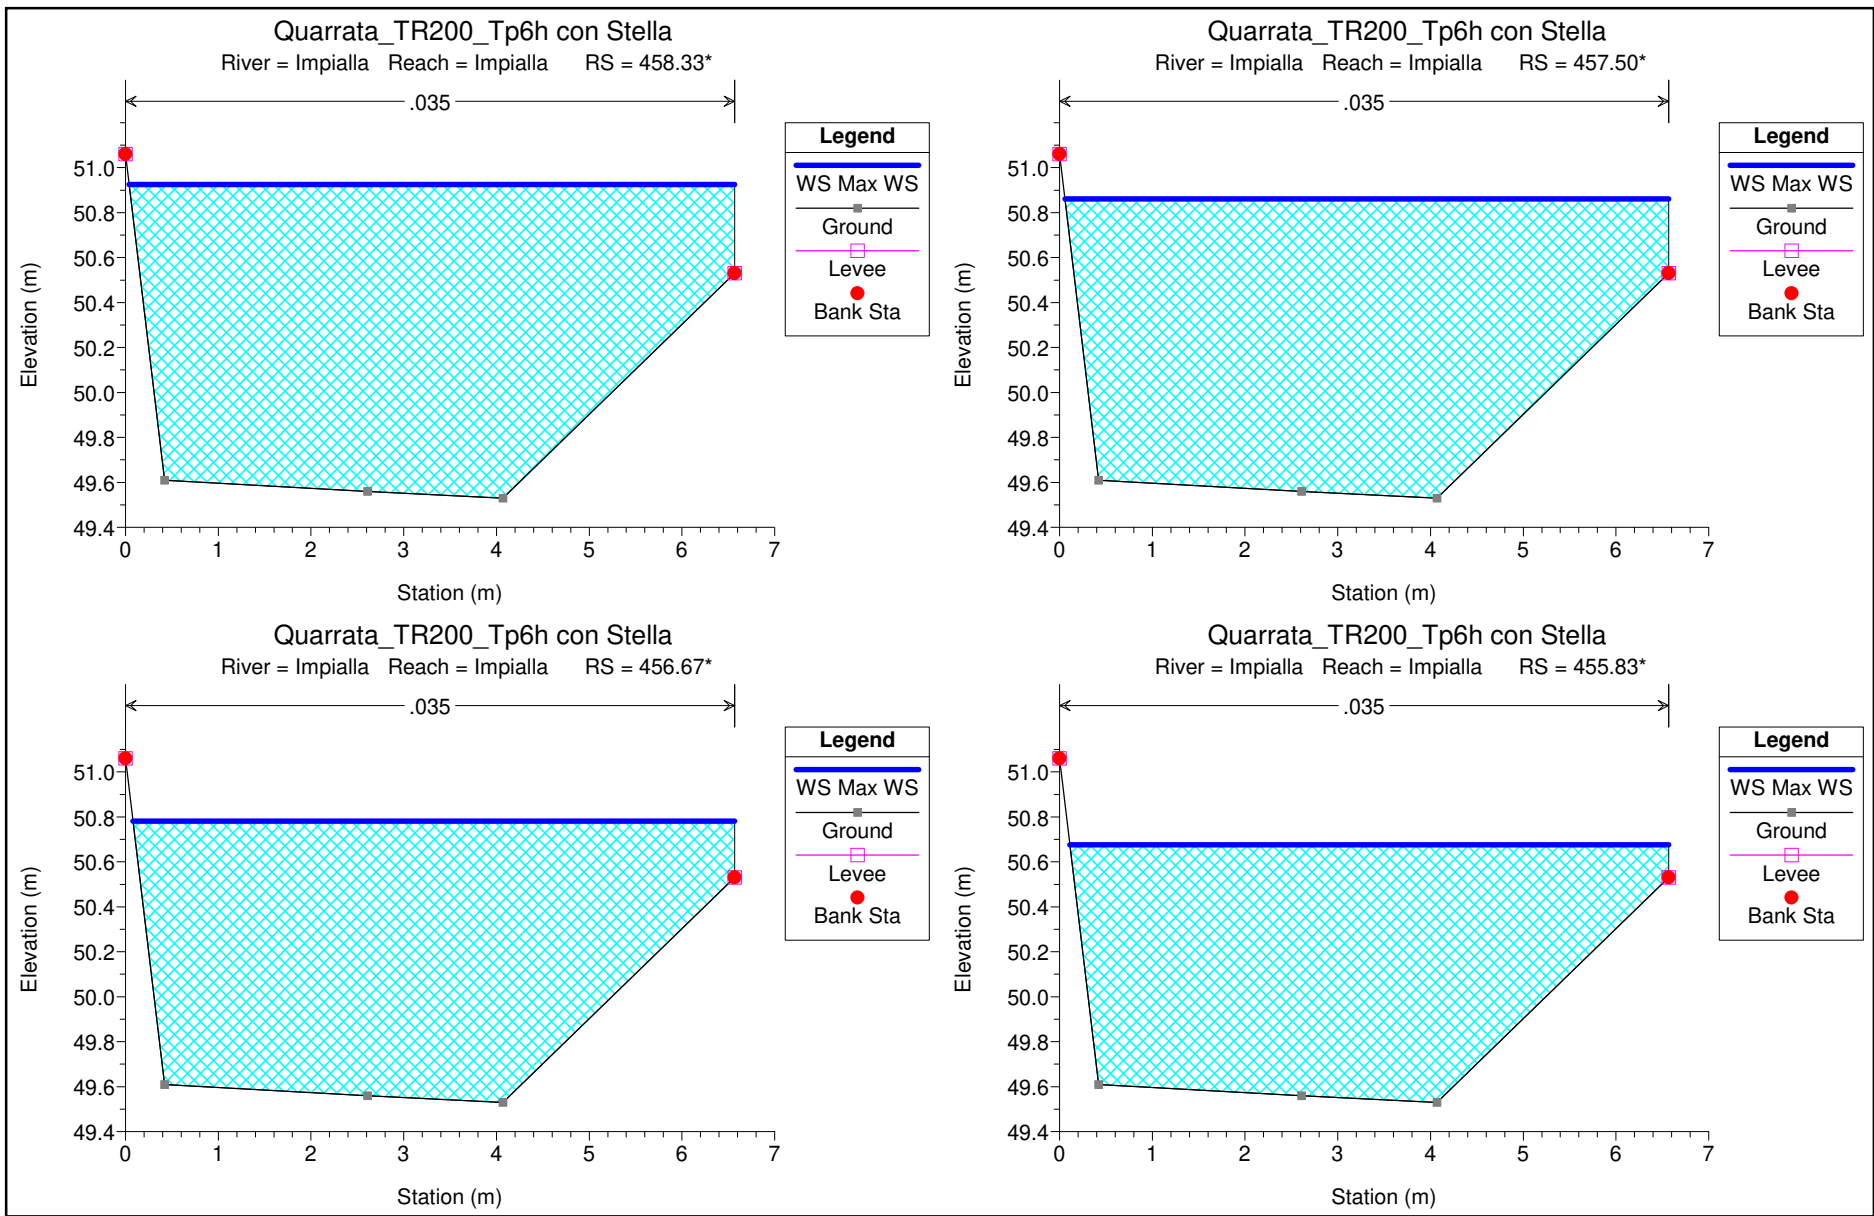 Quarrata_TR200_Tp6h con Stella
River = Impialla Reach = Impialla RS = 458.33*
.035
Legend
WS Max WS
Ground
Levee
Bank Sta
51.0
50.8
50.6
50.4
50.2
50.0
49.8
49.6
49.4
Elevation (m)
0 1 2 3 4 5 6 7
Station (m)
Quarrata_TR200_Tp6h con Stella
River = Impialla Reach = Impialla RS = 457.50*
.035
Legend
WS Max WS
Ground
Levee
Bank Sta
51.0
50.8
50.6
50.4
50.2
50.0
49.8
49.6
49.4
Elevation (m)
0 1 2 3 4 5 6 7
Station (m)
Quarrata_TR200_Tp6h con Stella
River = Impialla Reach = Impialla RS = 456.67*
.035
Legend
WS Max WS
Ground
Levee
Bank Sta
51.0
50.8
50.6
50.4
50.2
50.0
49.8
49.6
49.4
Elevation (m)
0 1 2 3 4 5 6 7
Station (m)
Quarrata_TR200_Tp6h con Stella
River = Impialla Reach = Impialla RS = 455.83*
.035
Legend
WS Max WS
Ground
Levee
Bank Sta
51.0
50.8
50.6
50.4
50.2
50.0
49.8
49.6
49.4
Elevation (m)
0 1 2 3 4 5 6 7
Station (m)